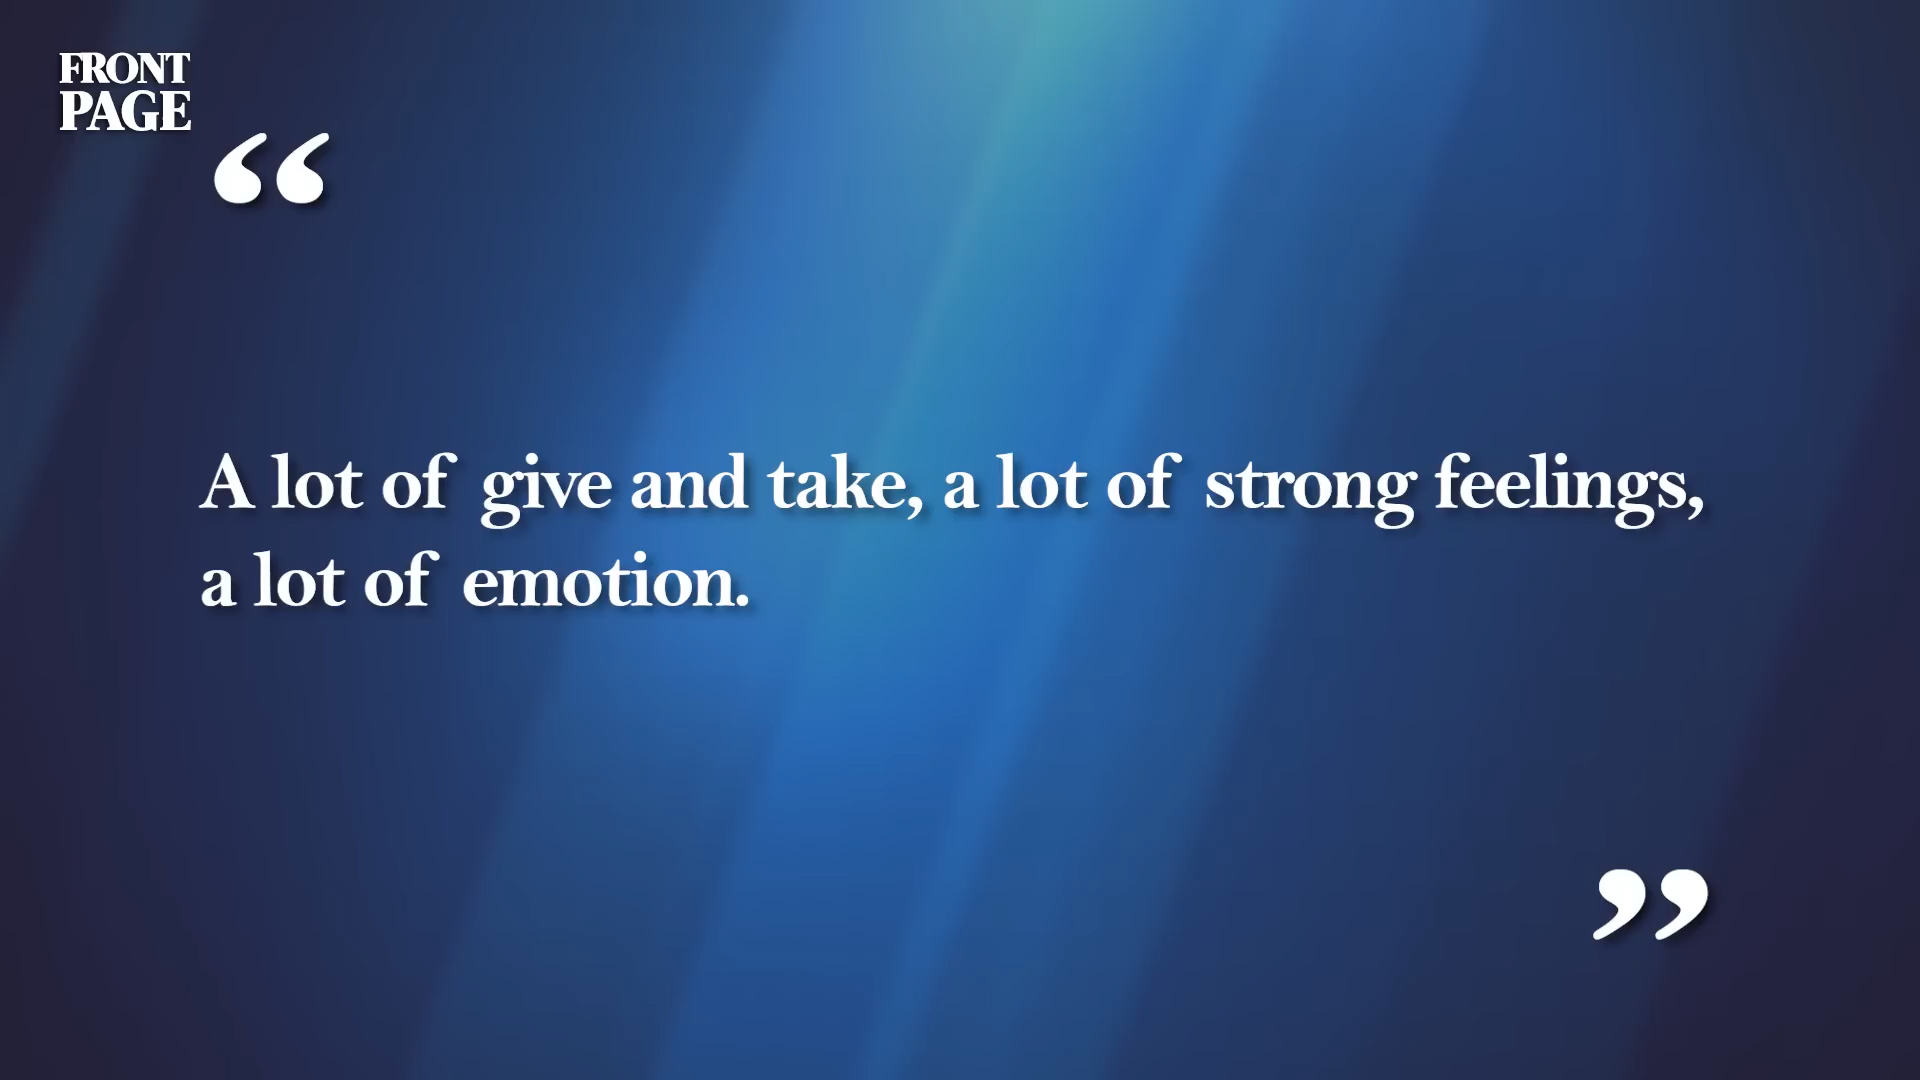 FRONT
PAGE
“
A lot of give and take, a lot of strong feelings,
a lot of emotion.
”